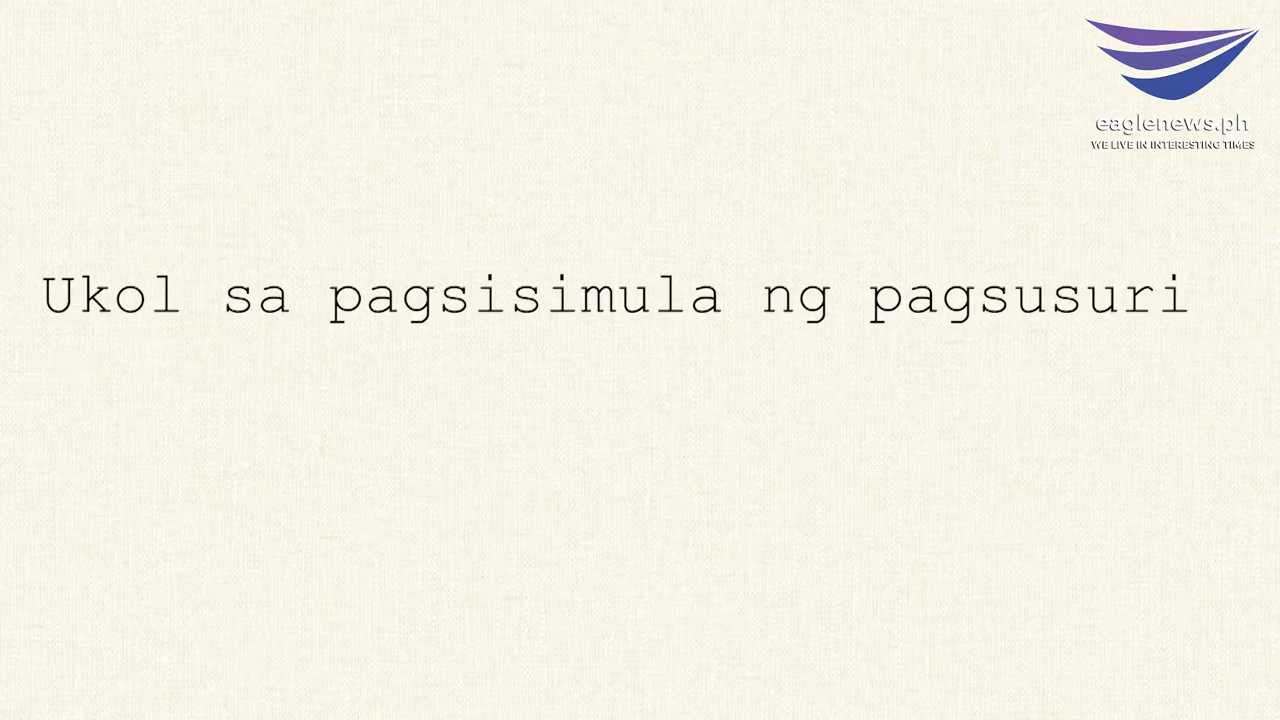 eaglenews.ph
WE LIVE IN INTERESTING TIMES
Ukol sa pagsisimula ng pagsusuri